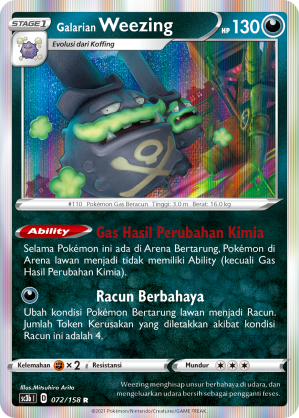 STAGE 1
Galarian Weezing
HP 130
Evolusi dari Koffing
#110 Pokémon Gas Beracun Tinggi: 3.0 m Berat: 16.0 kg
Ability Gas Hasil Perubahan Kimia
Selama Pokémon ini ada di Arena Bertarung, Pokémon di
Arena lawan menjadi tidak memiliki Ability (kecuali Gas
Hasil Perubahan Kimia).
Racun Berbahaya
Ubah kondisi Pokémon Bertarung lawan menjadi Racun.
Jumlah Token Kerusakan yang diletakkan akibat kondisi
Racun ini adalah 4.
Kelemahan ×2 Resistansi Mundur
Illus. Mitsuhiro Arita
sc3b I D 072/158 R
Weezing menghirup unsur berbahaya di udara, dan
mengeluarkan udara bersih sebagai pengganti feses.
©2021 Pokémon/Nintendo/Creatures/GAME FREAK.